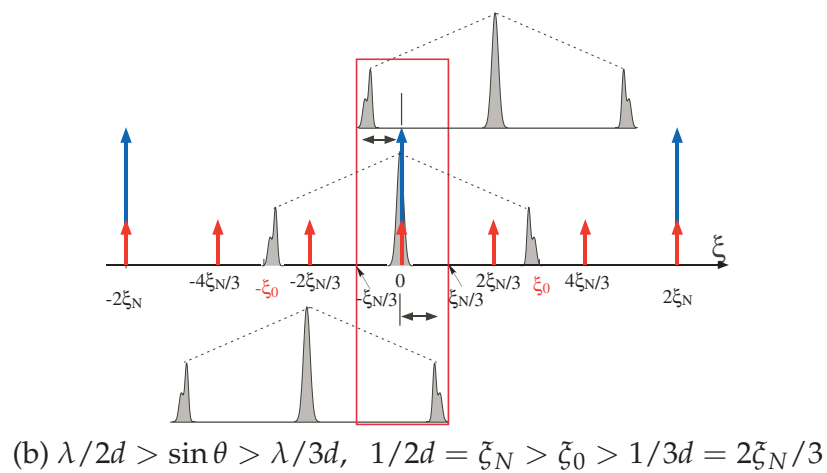 ξ
-2ξN -4ξN/3 -ξ0 -2ξN/3 -ξN/3 0 ξN/3 2ξN/3 ξ0 4ξN/3 2ξN
(b) λ/2d > sin θ > λ/3d, 1/2d = ξN > ξ0 > 1/3d = 2ξN/3